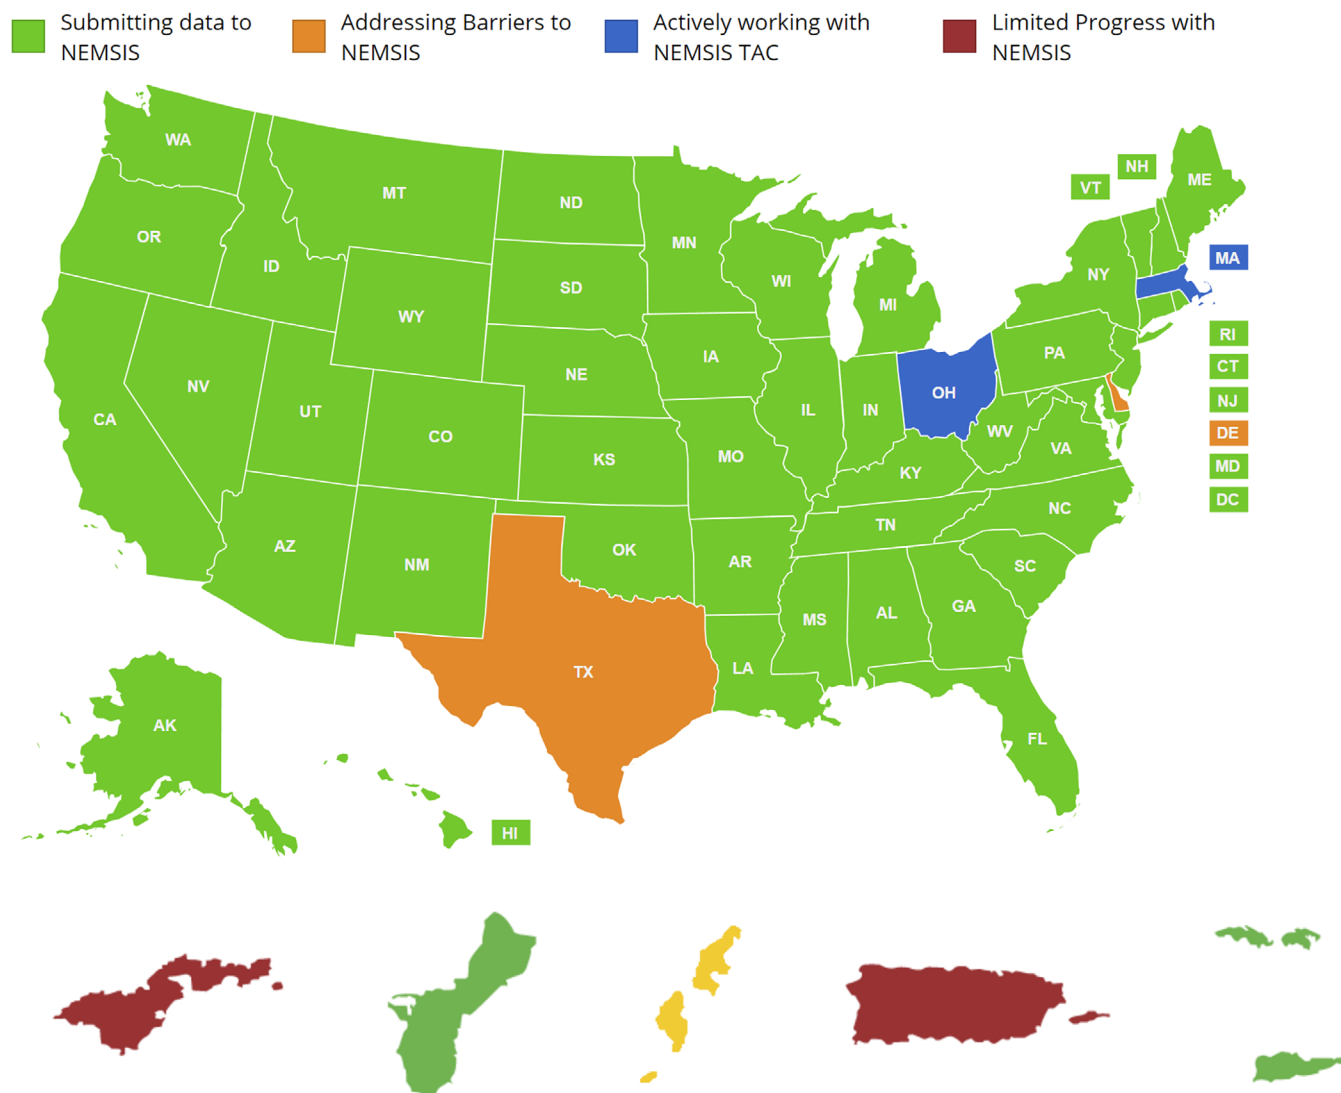 Submitting data to
NEMSIS
Addressing Barriers to
NEMSIS
Actively working with
NEMSIS TAC
Limited Progress with
NEMSIS
WA
MT
ND
MN
OR
ID
SD
WI
MI
NY
VT
NH
ME
MA
WY
IA
PA
RI
CT
NJ
DE
MD
DC
NV
UT
CO
NE
IL
IN
OH
WV
VA
CA
KS
MO
KY
NC
TN
AZ
NM
OK
AR
SC
MS
AL
GA
TX
LA
FL
AK
HI